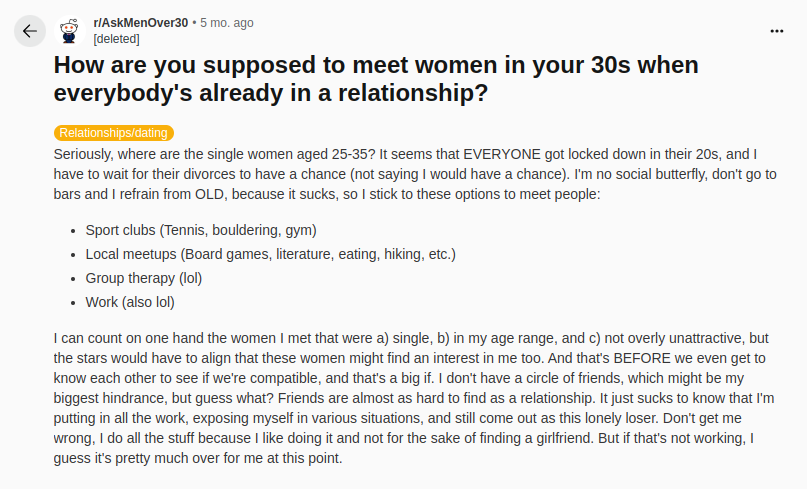 r/AskMenOver30 • 5 mo. ago
[deleted]
How are you supposed to meet women in your 30s when
everybody's already in a relationship?
Relationships/dating
Seriously, where are the single women aged 25-35? It seems that EVERYONE got locked down in their 20s, and I
have to wait for their divorces to have a chance (not saying I would have a chance). I'm no social butterfly, don't go to
bars and I refrain from OLD, because it sucks, so I stick to these options to meet people:
• Sport clubs (Tennis, bouldering, gym)
• Local meetups (Board games, literature, eating, hiking, etc.)
• Group therapy (lol)
• Work (also lol)
I can count on one hand the women I met that were a) single, b) in my age range, and c) not overly unattractive, but
the stars would have to align that these women might find an interest in me too. And that's BEFORE we even get to
know each other to see if we're compatible, and that's a big if. I don't have a circle of friends, which might be my
biggest hindrance, but guess what? Friends are almost as hard to find as a relationship. It just sucks to know that I'm
putting in all the work, exposing myself in various situations, and still come out as this lonely loser. Don't get me
wrong, I do all the stuff because I like doing it and not for the sake of finding a girlfriend. But if that's not working, I
guess it's pretty much over for me at this point.